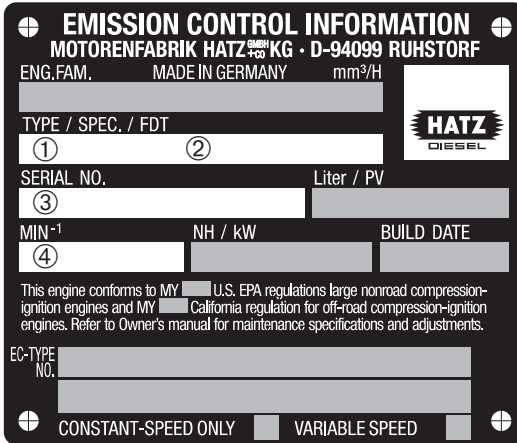 EMISSION CONTROL INFORMATION
MOTORENFABRIK HATZ GMBH+CO KG · D-94099 RUHSTORF
ENG.FAM. MADE IN GERMANY mm³/H
HATZ
DIESEL
TYPE / SPEC. / FDT
① ②
SERIAL NO. Liter / PV
③
MIN⁻¹ NH / kW BUILD DATE
④
This engine conforms to MY U.S. EPA regulations large nonroad compression-
ignition engines and MY California regulation for off-road compression-ignition
engines. Refer to Owner's manual for maintenance specifications and adjustments.
EC-TYPE
NO.
CONSTANT-SPEED ONLY VARIABLE SPEED